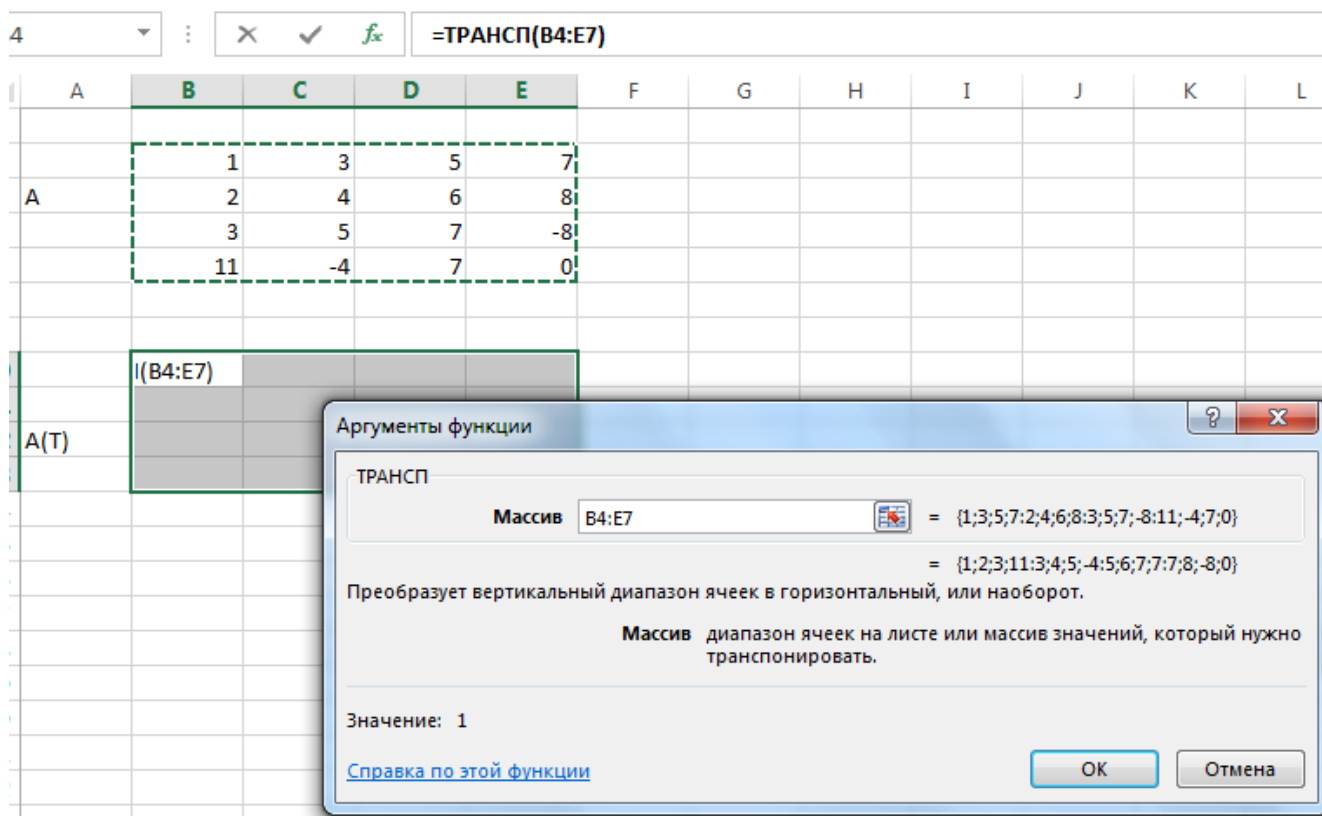 4 fx =ТРАНСП(B4:E7)
A B C D E F G H I J K L
1 3 5 7
A 2 4 6 8
3 5 7 -8
11 -4 7 0
I(B4:E7)
Аргументы функции
A(T)
ТРАНСП
Массив B4:E7 = {1;3;5;7:2;4;6;8:3;5;7;-8:11;-4;7;0}
= {1;2;3;11:3;4;5;-4:5;6;7;7:7;8;-8;0}
Преобразует вертикальный диапазон ячеек в горизонтальный, или наоборот.
Массив диапазон ячеек на листе или массив значений, который нужно
транспонировать.
Значение: 1
Справка по этой функции ОК Отмена